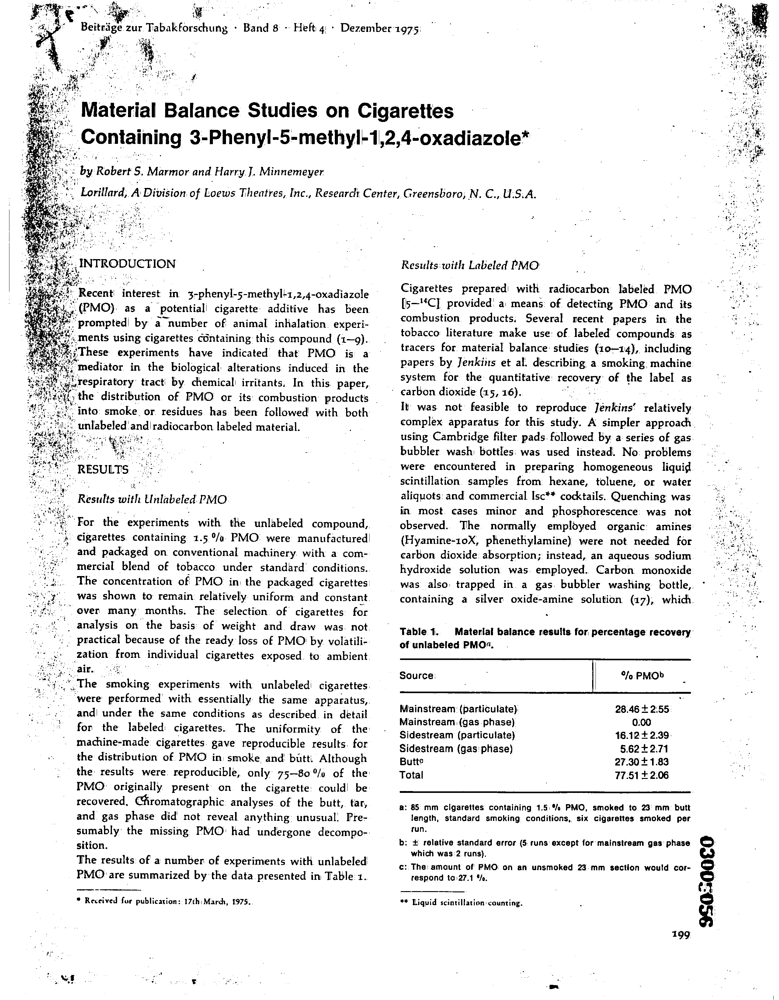 Beiträge zur Tabakforschung · Band 8 · Heft 4 · Dezember 1975
Material Balance Studies on Cigarettes
Containing 3-Phenyl-5-methyl-1,2,4-oxadiazole*
by Robert S. Marmor and Harry J. Minnemeyer
Lorillard, A Division of Loews Theatres, Inc., Research Center, Greensboro, N. C., U.S.A.
INTRODUCTION
Recent interest in 3-phenyl-5-methyl-1,2,4-oxadiazole
(PMO) as a potential cigarette additive has been
prompted by a number of animal inhalation experi-
ments using cigarettes containing this compound (1—9).
These experiments have indicated that PMO is a
mediator in the biological alterations induced in the
respiratory tract by chemical irritants. In this paper,
the distribution of PMO or its combustion products
into smoke or residues has been followed with both
unlabeled and radiocarbon labeled material.
RESULTS
Results with Unlabeled PMO
For the experiments with the unlabeled compound,
cigarettes containing 1.5 % PMO were manufactured
and packaged on conventional machinery with a com-
mercial blend of tobacco under standard conditions.
The concentration of PMO in the packaged cigarettes
was shown to remain relatively uniform and constant
over many months. The selection of cigarettes for
analysis on the basis of weight and draw was not
practical because of the ready loss of PMO by volatili-
zation from individual cigarettes exposed to ambient
air.
The smoking experiments with unlabeled cigarettes
were performed with essentially the same apparatus,
and under the same conditions as described in detail
for the labeled cigarettes. The uniformity of the
machine-made cigarettes gave reproducible results for
the distribution of PMO in smoke and butt. Although
the results were reproducible, only 75—80 % of the
PMO originally present on the cigarette could be
recovered. Chromatographic analyses of the butt, tar,
and gas phase did not reveal anything unusual. Pre-
sumably the missing PMO had undergone decompo-
sition.
The results of a number of experiments with unlabeled
PMO are summarized by the data presented in Table 1.
* Received for publication: 17th March, 1975.
Results with Labeled PMO
Cigarettes prepared with radiocarbon labeled PMO
[5—¹⁴C] provided a means of detecting PMO and its
combustion products. Several recent papers in the
tobacco literature make use of labeled compounds as
tracers for material balance studies (10—14), including
papers by Jenkins et al. describing a smoking machine
system for the quantitative recovery of the label as
carbon dioxide (15, 16).
It was not feasible to reproduce Jenkins' relatively
complex apparatus for this study. A simpler approach
using Cambridge filter pads followed by a series of gas
bubbler wash bottles was used instead. No problems
were encountered in preparing homogeneous liquid
scintillation samples from hexane, toluene, or water
aliquots and commercial lsc** cocktails. Quenching was
in most cases minor and phosphorescence was not
observed. The normally employed organic amines
(Hyamine-10X, phenethylamine) were not needed for
carbon dioxide absorption; instead, an aqueous sodium
hydroxide solution was employed. Carbon monoxide
was also trapped in a gas bubbler washing bottle,
containing a silver oxide-amine solution (17), which
Table 1. Material balance results for percentage recovery
of unlabeled PMOᵃ.
Source % PMOᵇ
Mainstream (particulate) 28.46 ± 2.55
Mainstream (gas phase) 0.00
Sidestream (particulate) 16.12 ± 2.39
Sidestream (gas phase) 5.62 ± 2.71
Buttᶜ 27.30 ± 1.83
Total 77.51 ± 2.06
a: 85 mm cigarettes containing 1.5 % PMO, smoked to 23 mm butt
length, standard smoking conditions, six cigarettes smoked per
run.
b: ± relative standard error (5 runs except for mainstream gas phase
which was 2 runs).
c: The amount of PMO on an unsmoked 23 mm section would cor-
respond to 27.1 %.
** Liquid scintillation counting.
03005056
199